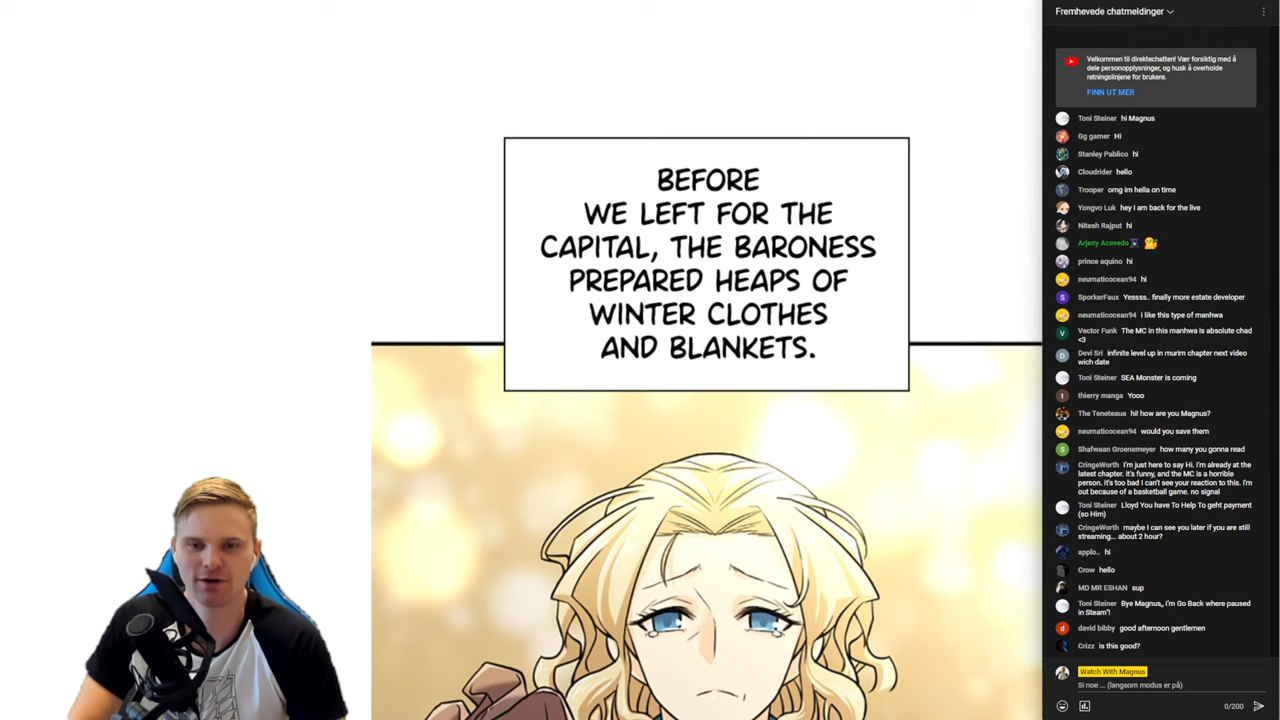 BEFORE
WE LEFT FOR THE
CAPITAL, THE BARONESS
PREPARED HEAPS OF
WINTER CLOTHES
AND BLANKETS.
Fremhevede chatmeldinger
Velkommen til direktechatten! Vær forsiktig med å
dele personopplysninger, og husk å overholde
retningslinjene for brukere.
FINN UT MER
Toni Steiner hi Magnus
Gg gamer Hi
Stanley Pablico hi
Cloudrider hello
Trooper omg im hella on time
Yongvo Luk hey I am back for the live
Nitesh Rajput hi
Arjeny Acevedo
prince aquino hi
neumaticocean94 hi
S SporkerFaux Yessss.. finally more estate developer
neumaticocean94 i like this type of manhwa
V Vector Funk The MC in this manhwa is absolute chad
<3
D Devi Sri infinite level up in murim chapter next video
wich date
Toni Steiner SEA Monster is coming
t thierry manga Yooo
The Teneteaua hi! how are you Magnus?
neumaticocean94 would you save them
S Shafwaan Groenemeyer how many you gonna read
CringeWorth I'm just here to say Hi. I'm already at the
latest chapter. it's funny, and the MC is a horrible
person. it's too bad I can't see your reaction to this. I'm
out because of a basketball game. no signal
Toni Steiner Lloyd You have To Help To geht payment
(so Him)
CringeWorth maybe I can see you later if you are still
streaming... about 2 hour?
applo.. hi
Crow hello
MD MR ESHAN sup
Toni Steiner Bye Magnus,, I'm Go Back where paused
in Steam"!
d david bibby good afternoon gentlemen
Crizz is this good?
Watch With Magnus
Si noe ... (langsom modus er på)
0/200